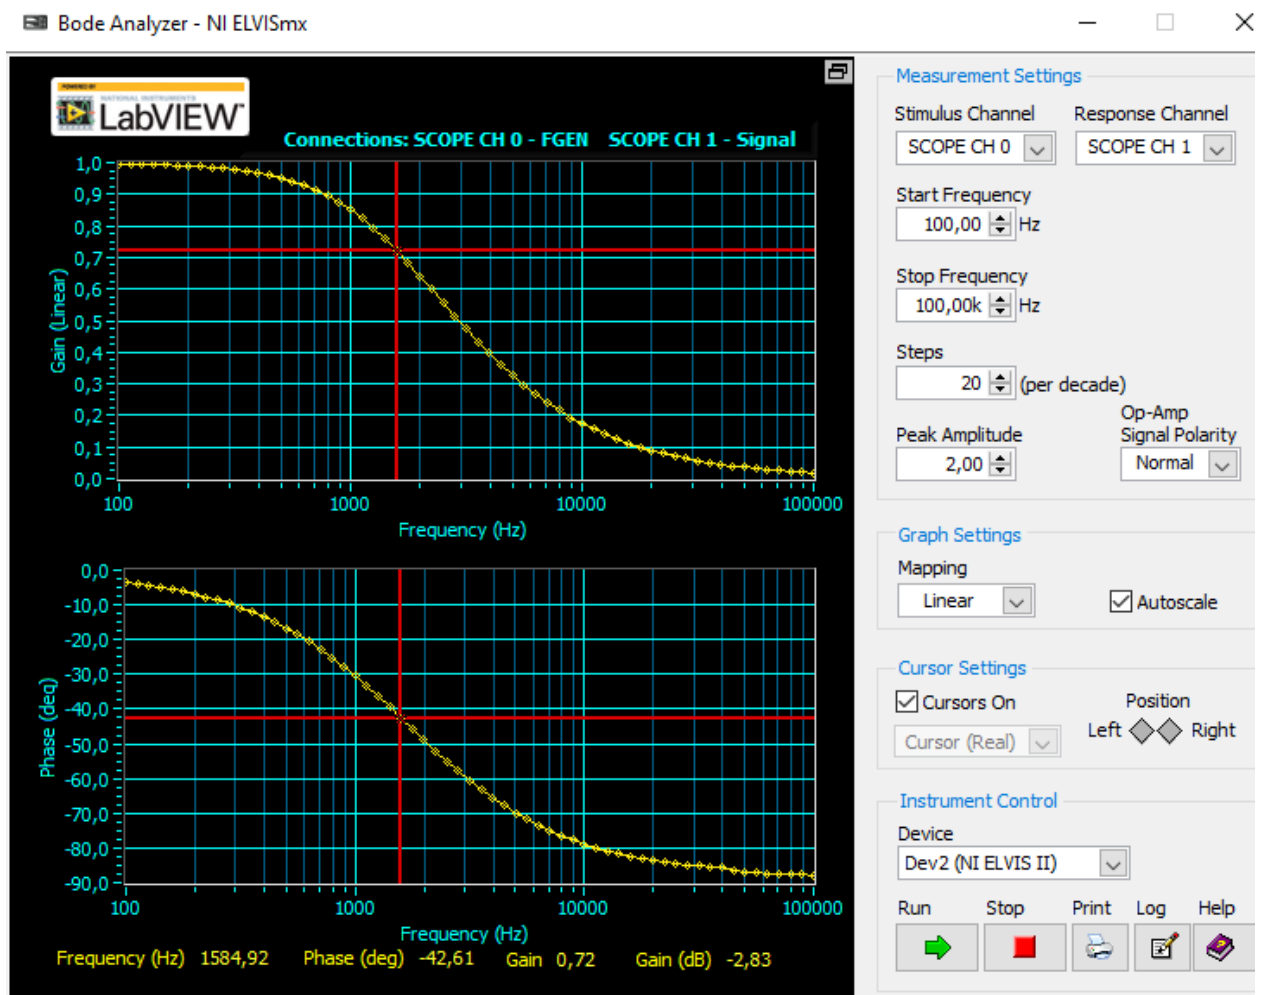 Bode Analyzer - NI ELVISmx
POWERED BY
NATIONAL INSTRUMENTS
LabVIEW™
Connections: SCOPE CH 0 - FGEN SCOPE CH 1 - Signal
1,0
0,9
0,8
0,7
0,6
0,5
0,4
0,3
0,2
0,1
0,0
Gain (Linear)
100 1000 10000 100000
Frequency (Hz)
0,0
-10,0
-20,0
-30,0
-40,0
-50,0
-60,0
-70,0
-80,0
-90,0
Phase (deg)
100 1000 10000 100000
Frequency (Hz)
Frequency (Hz) 1584,92 Phase (deg) -42,61 Gain 0,72 Gain (dB) -2,83
Measurement Settings
Stimulus Channel Response Channel
SCOPE CH 0 SCOPE CH 1
Start Frequency
100,00 Hz
Stop Frequency
100,00k Hz
Steps
20 (per decade)
Op-Amp
Peak Amplitude Signal Polarity
2,00 Normal
Graph Settings
Mapping
Linear Autoscale
Cursor Settings
Cursors On Position
Cursor (Real) Left Right
Instrument Control
Device
Dev2 (NI ELVIS II)
Run Stop Print Log Help